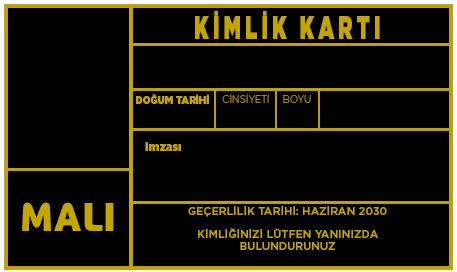 KİMLİK KARTI
DOĞUM TARİHİ CİNSİYETİ BOYU
İmzası
MALI
GEÇERLİLİK TARİHİ: HAZİRAN 2030
KİMLİĞİNİZİ LÜTFEN YANINIZDA
BULUNDURUNUZ